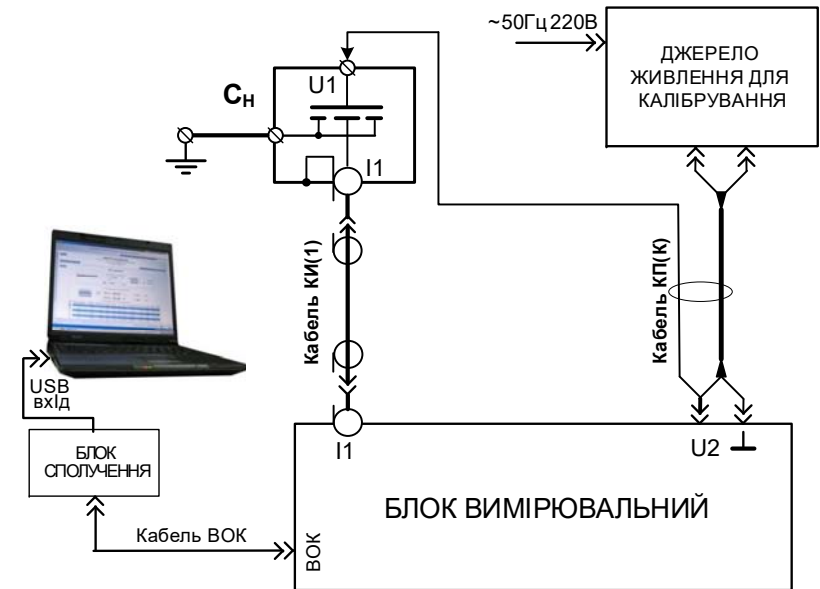 ~50Гц 220В
ДЖЕРЕЛО
ЖИВЛЕННЯ ДЛЯ
КАЛІБРУВАННЯ
U1
Сн
I1
Кабель КИ(1)
Кабель КП(К)
USB
вхІд
БЛОК
СПОЛУЧЕННЯ
I1
U2
БЛОК ВИМІРЮВАЛЬНИЙ
Кабель ВОК
ВОК